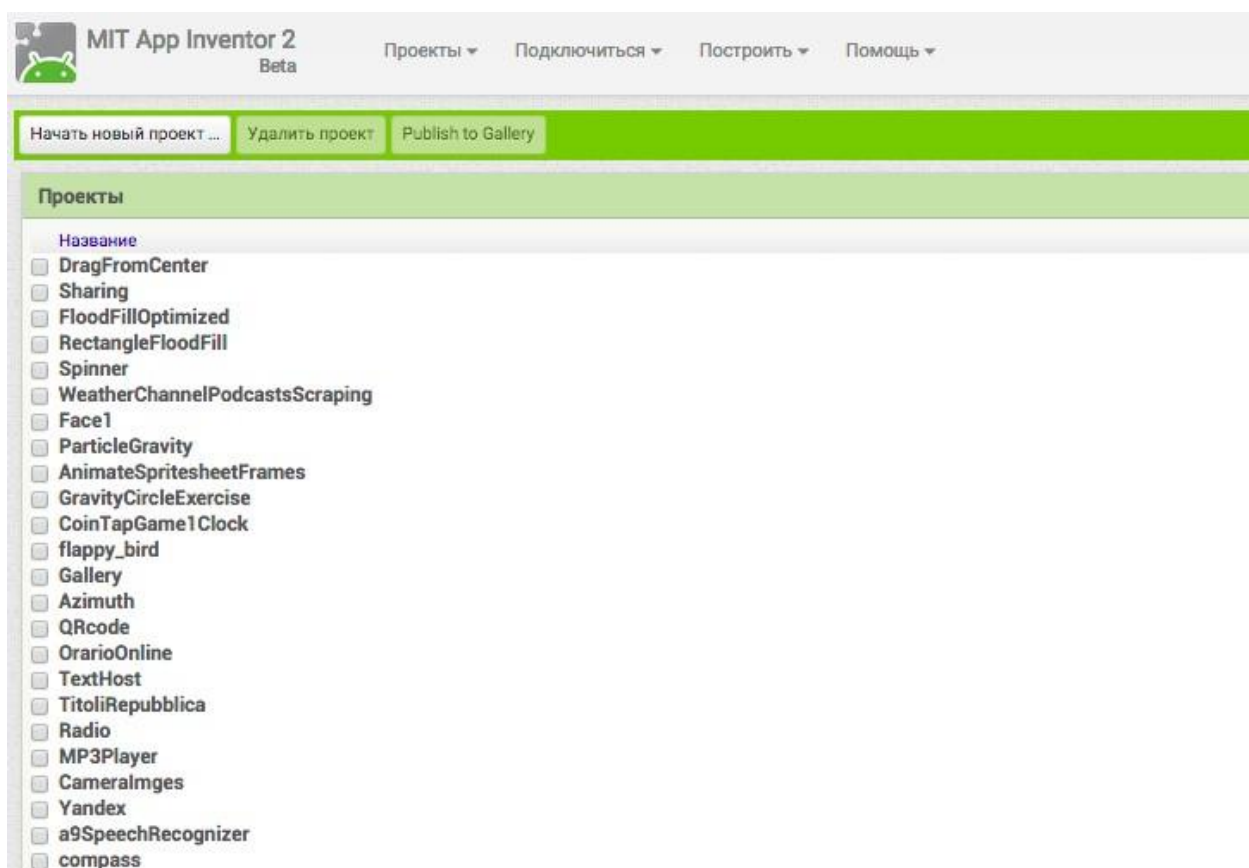 MIT App Inventor 2
Beta
Проекты Подключиться Построить Помощь
Начать новый проект ... Удалить проект Publish to Gallery
Проекты
Название
DragFromCenter
Sharing
FloodFillOptimized
RectangleFloodFill
Spinner
WeatherChannelPodcastsScraping
Face1
ParticleGravity
AnimateSpritesheetFrames
GravityCircleExercise
CoinTapGame1Clock
flappy_bird
Gallery
Azimuth
QRcode
OrarioOnline
TextHost
TitoliRepubblica
Radio
MP3Player
CameraImges
Yandex
a9SpeechRecognizer
compass